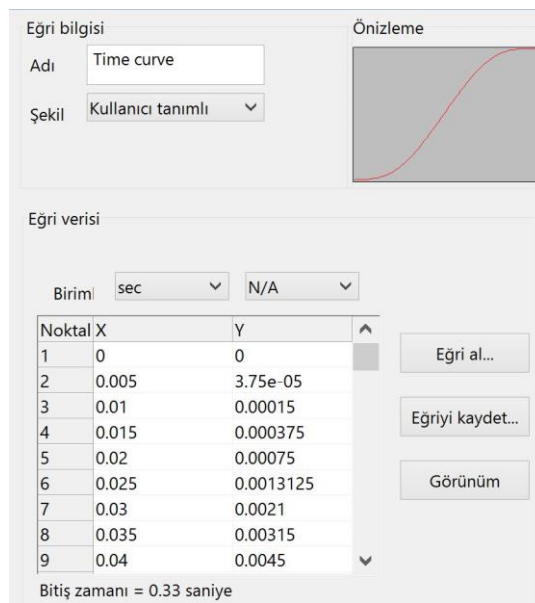 Eğri bilgisi
Önizleme
Adı
Time curve
Şekil
Kullanıcı tanımlı
Eğri verisi
Birim
sec
N/A
Noktal X Y
1 0 0
2 0.005 3.75e-05
3 0.01 0.00015
4 0.015 0.000375
5 0.02 0.00075
6 0.025 0.0013125
7 0.03 0.0021
8 0.035 0.00315
9 0.04 0.0045
Eğri al...
Eğriyi kaydet...
Görünüm
Bitiş zamanı = 0.33 saniye